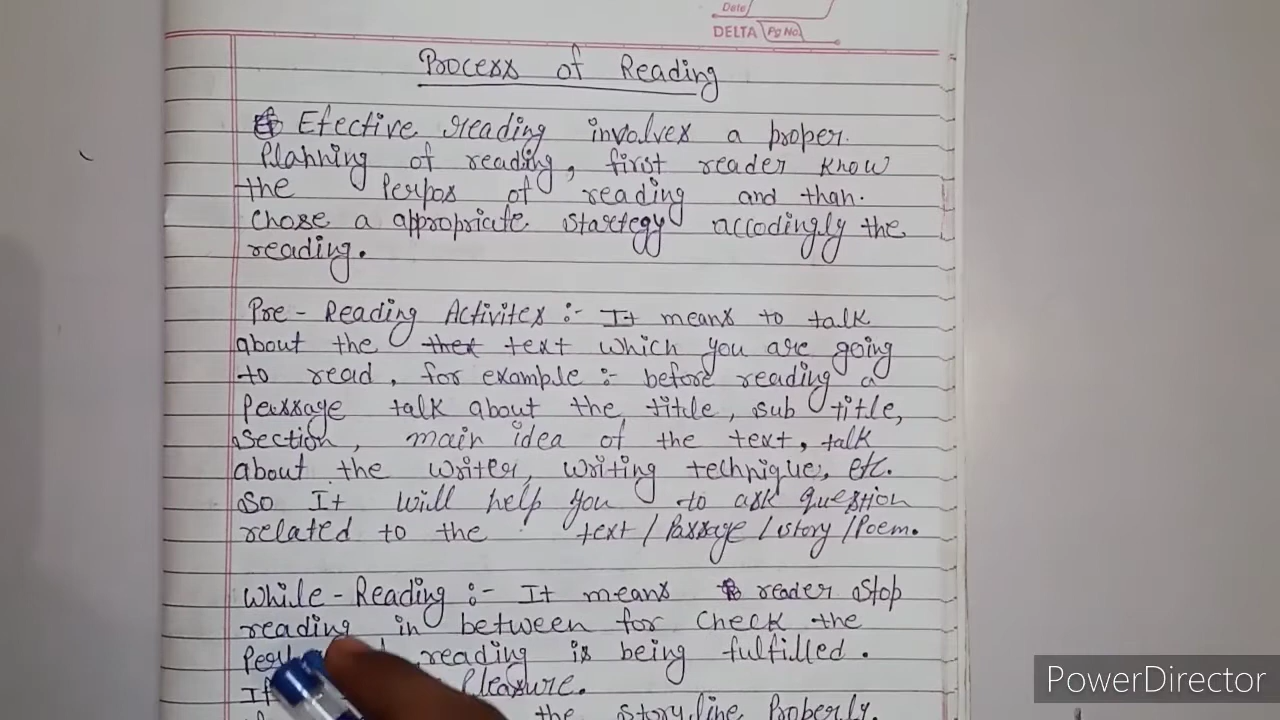 Date
DELTA Pg No.
Process of Reading
Efective reading involves a proper.
Planning of reading, first reader know
the Perpos of reading and than.
chose a appropriate startegy accodingly the
reading.
Pre - Reading Activites :- It means to talk
about the text which you are going
to read, for example :- before reading a
Passage talk about the title, sub title,
section, main idea of the text, talk
about the writer, writing technique, etc.
so It will help you to ask question
related to the text / Passage / story / Poem.
While - Reading :- It means reader stop
reading in between for check the
reading is being fulfilled.
If Pleasure.
the storyline Properly.
PowerDirector